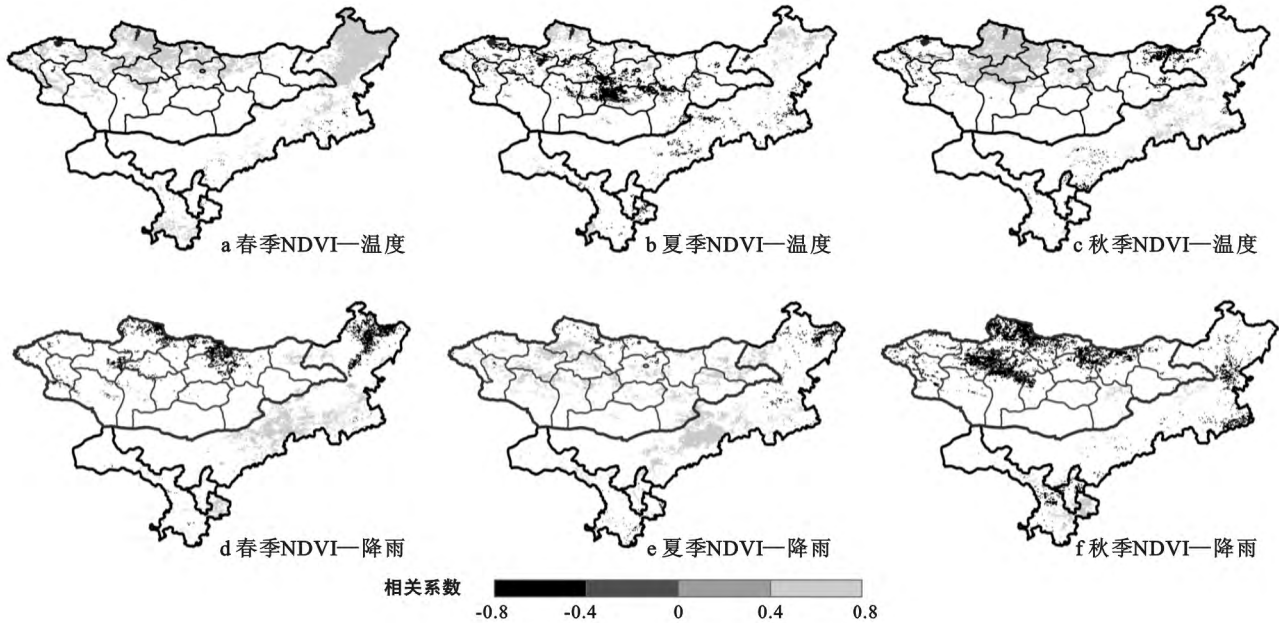 a 春季NDVI—温度
b 夏季NDVI—温度
c 秋季NDVI—温度
d 春季NDVI—降雨
e 夏季NDVI—降雨
f 秋季NDVI—降雨
相关系数
-0.8 -0.4 0 0.4 0.8